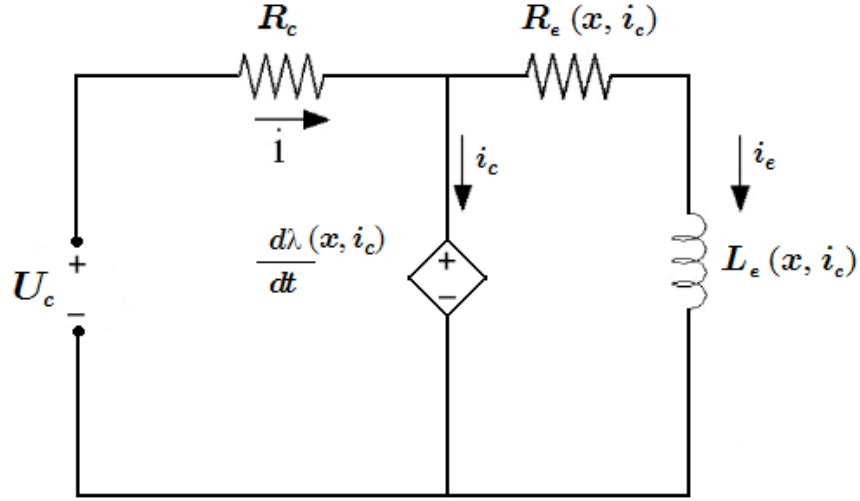 R_c
R_e (x, i_c)
i
i_c
i_e
dλ (x, i_c)
dt
+
−
U_c
+
−
L_e (x, i_c)